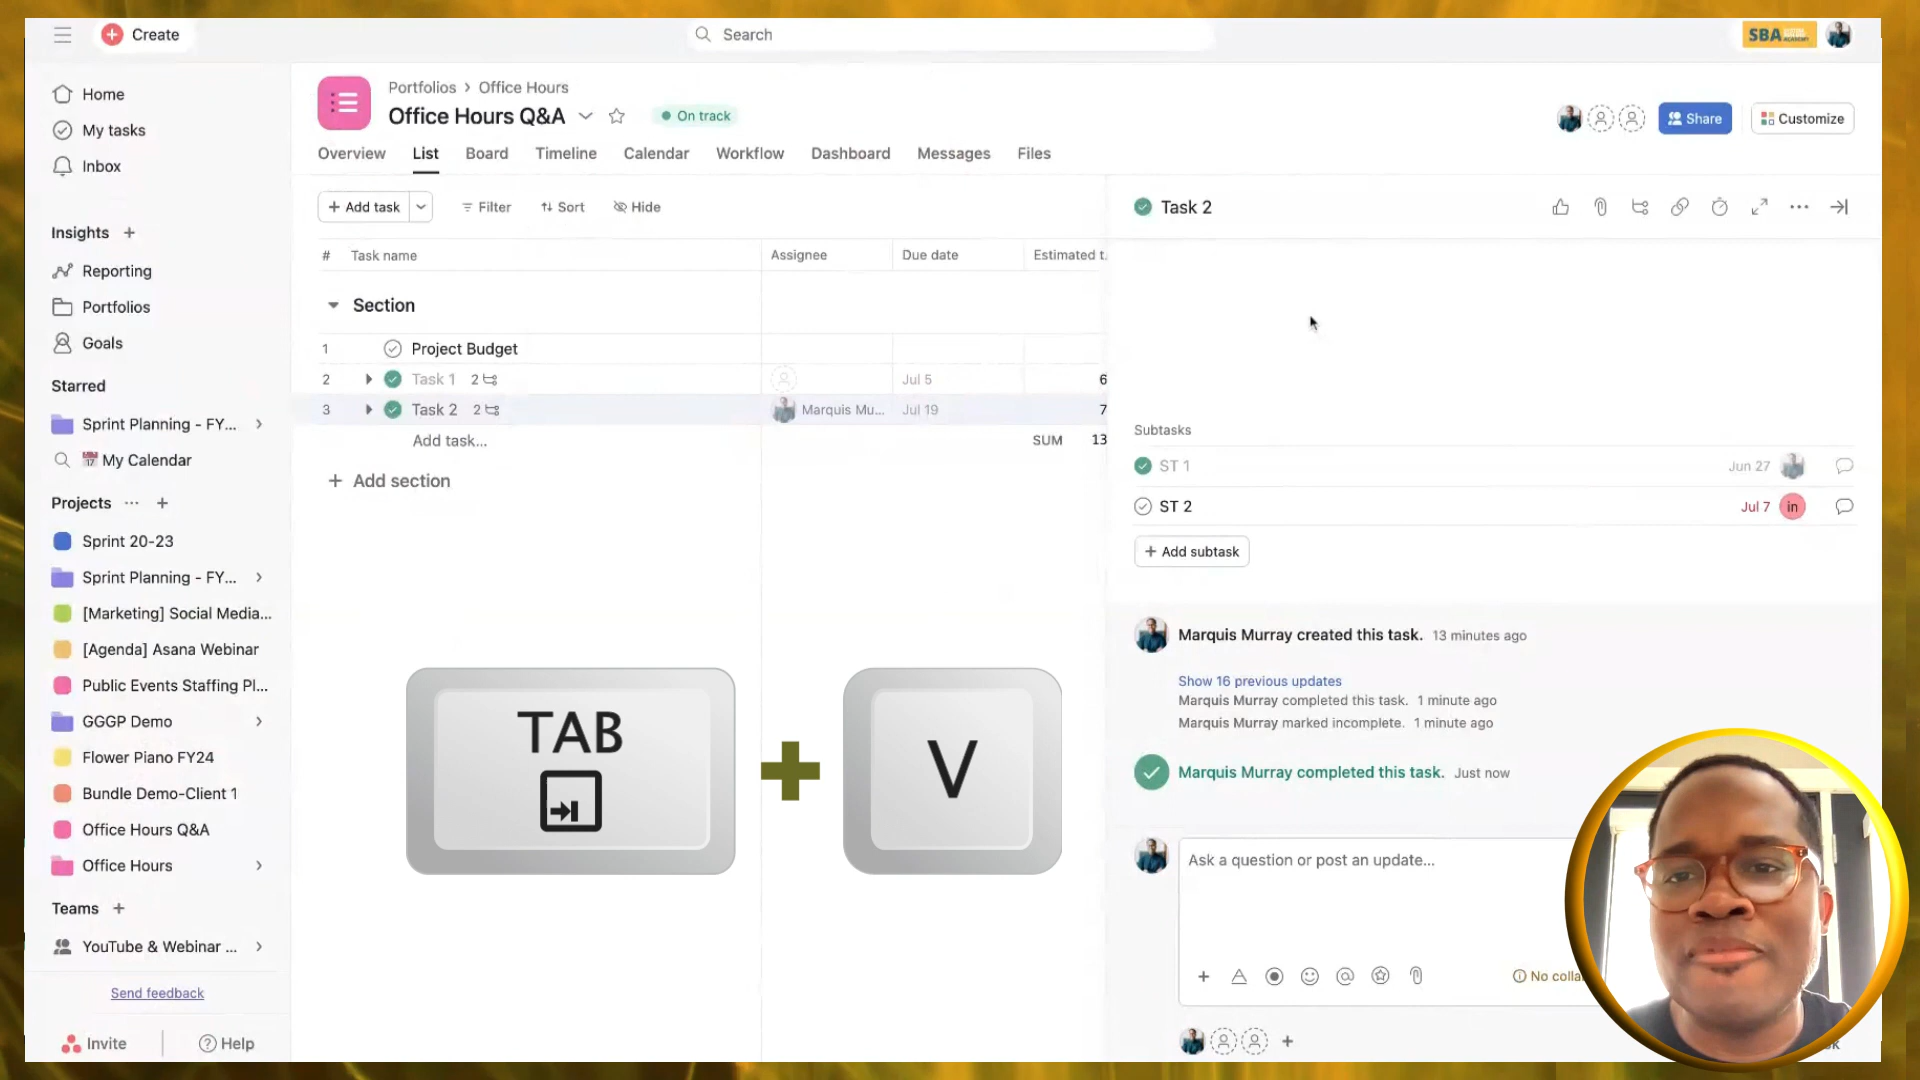 Create
Search
SBA
Home
My tasks
Inbox
Insights +
Reporting
Portfolios
Goals
Starred
Sprint Planning - FY...
My Calendar
Projects ... +
Sprint 20-23
Sprint Planning - FY...
[Marketing] Social Media...
[Agenda] Asana Webinar
Public Events Staffing Pl...
GGGP Demo
Flower Piano FY24
Bundle Demo-Client 1
Office Hours Q&A
Office Hours
Teams +
YouTube & Webinar ...
Send feedback
Invite
Help
Portfolios > Office Hours
Office Hours Q&A
On track
Share
Customize
Overview List Board Timeline Calendar Workflow Dashboard Messages Files
+ Add task Filter Sort Hide
# Task name Assignee Due date Estimated t.
Section
1 Project Budget
2 Task 1 2 Jul 5 6
3 Task 2 2 Marquis Mu... Jul 19 7
Add task... SUM 13
+ Add section
TAB + V
Task 2
Subtasks
ST 1 Jun 27
ST 2 Jul 7 in
+ Add subtask
Marquis Murray created this task. 13 minutes ago
Show 16 previous updates
Marquis Murray completed this task. 1 minute ago
Marquis Murray marked incomplete. 1 minute ago
Marquis Murray completed this task. Just now
Ask a question or post an update...
No colla